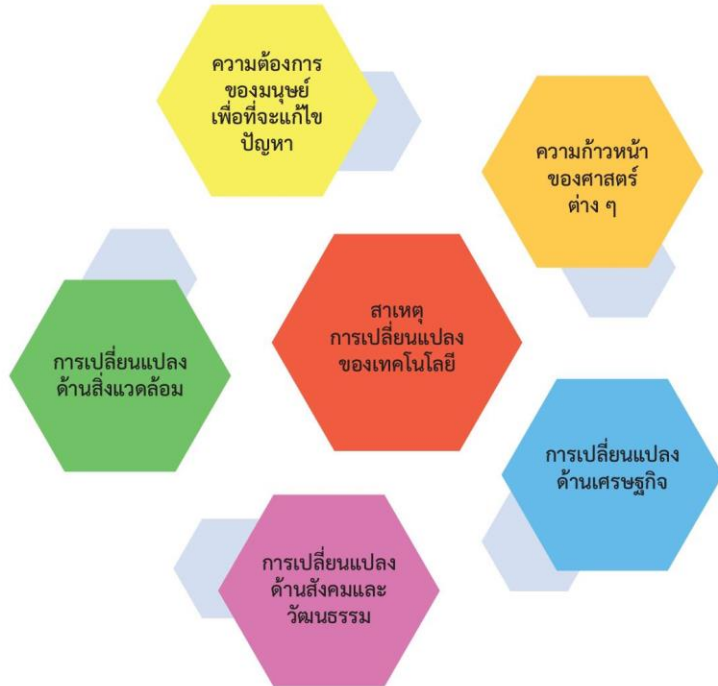 ความต้องการ
ของมนุษย์
เพื่อที่จะแก้ไข
ปัญหา
ความก้าวหน้า
ของศาสตร์
ต่าง ๆ
สาเหตุ
การเปลี่ยนแปลง
ของเทคโนโลยี
การเปลี่ยนแปลง
ด้านสิ่งแวดล้อม
การเปลี่ยนแปลง
ด้านเศรษฐกิจ
การเปลี่ยนแปลง
ด้านสังคมและ
วัฒนธรรม